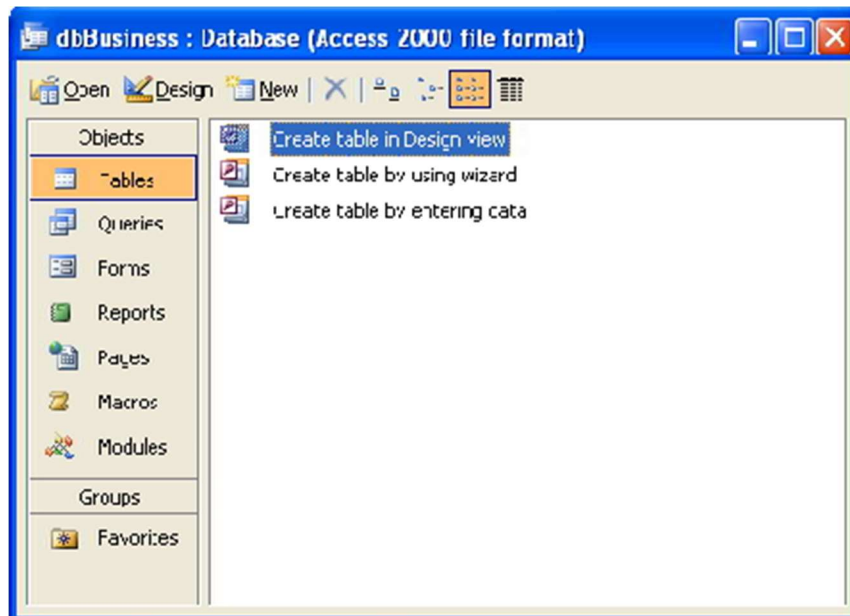 dbBusiness : Database (Access 2000 file format)
Open Design New
Objects
Tables
Queries
Forms
Reports
Pages
Macros
Modules
Groups
Favorites
Create table in Design view
Create table by using wizard
Create table by entering data